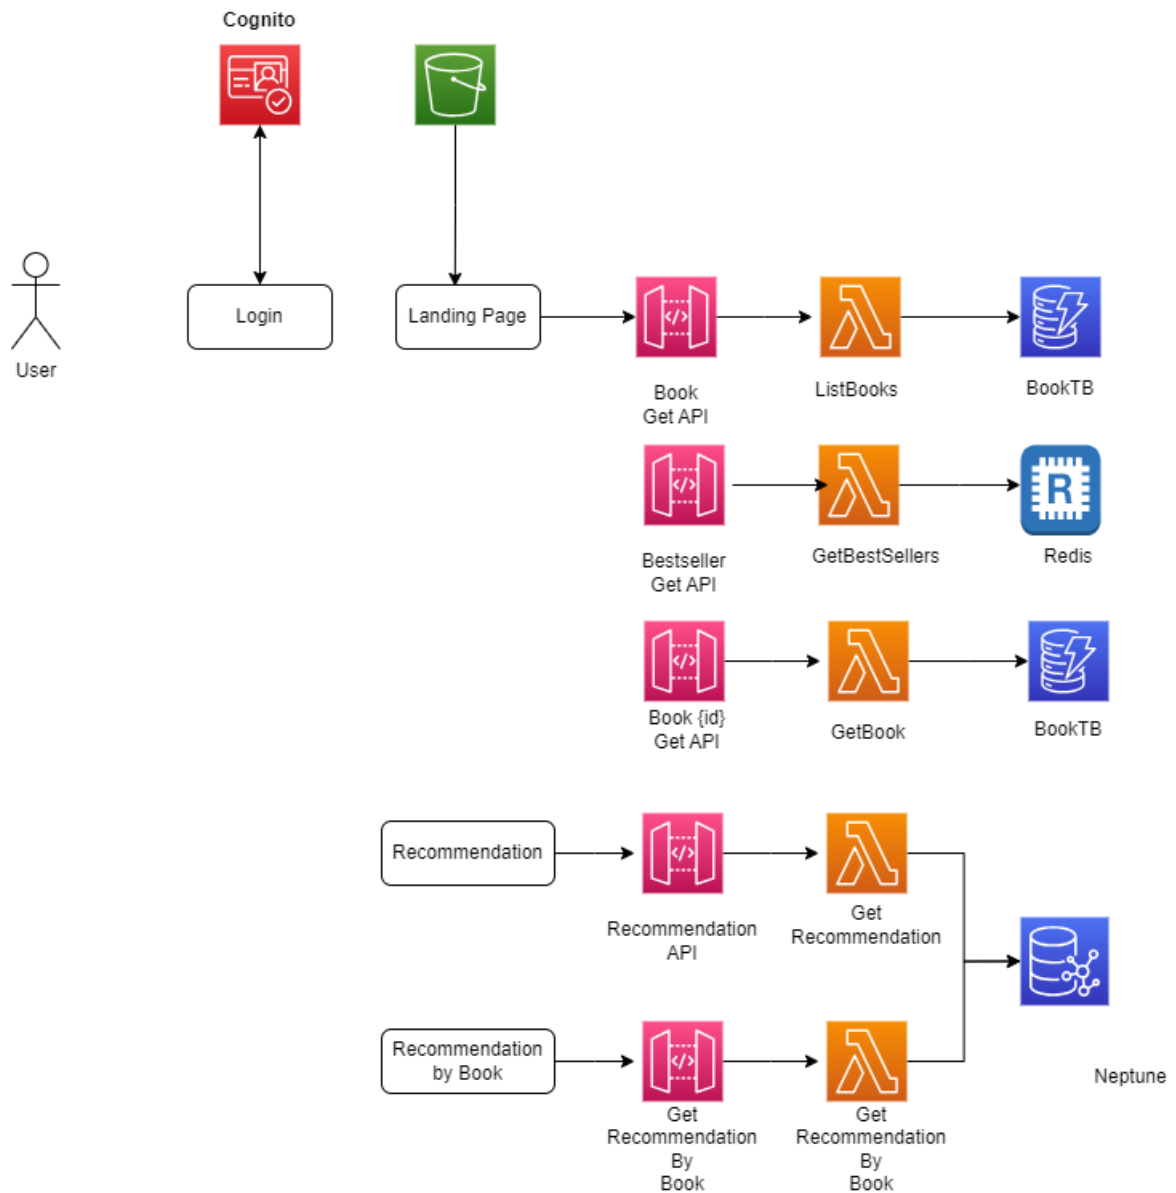 Cognito
User
Login
Landing Page
Book
Get API
ListBooks
BookTB
Bestseller
Get API
GetBestSellers
R
Redis
Book {id}
Get API
GetBook
BookTB
Recommendation
Recommendation
API
Get
Recommendation
Recommendation
by Book
Get
Recommendation
By
Book
Get
Recommendation
By
Book
Neptune